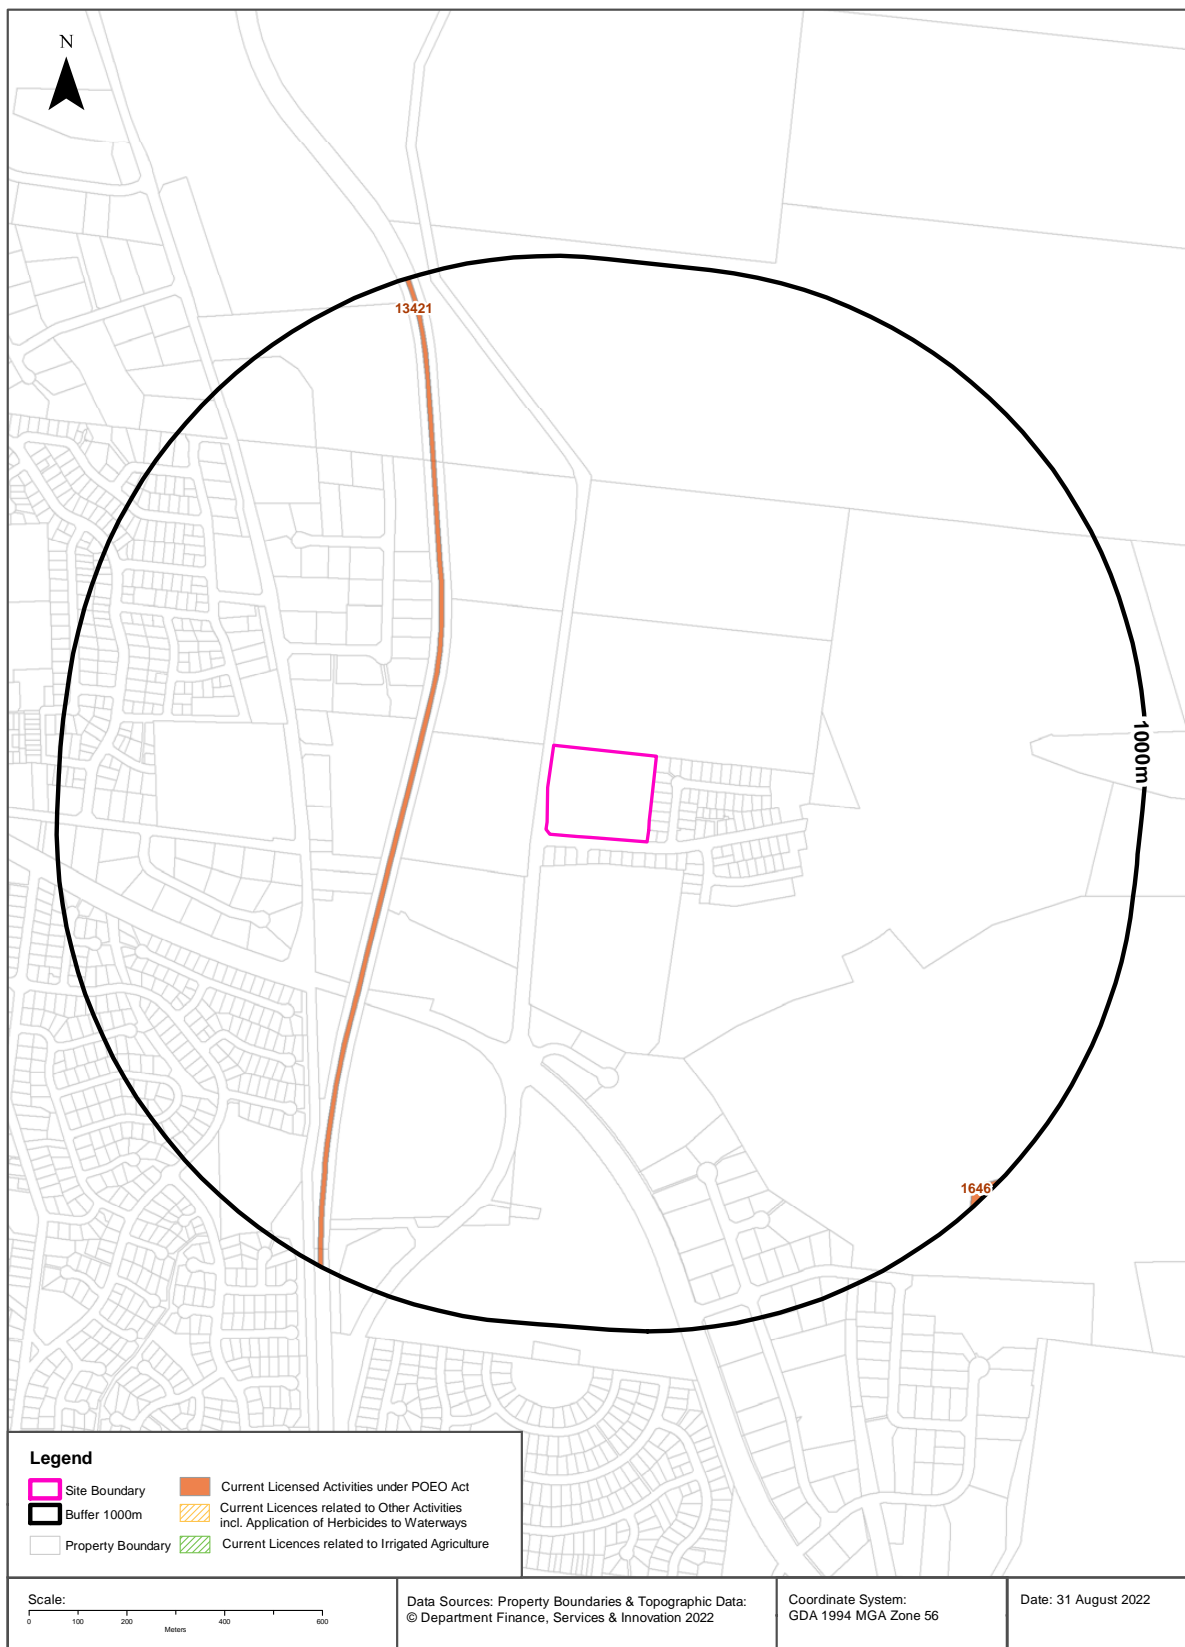 N
13421
1000m
1646
Legend
Site Boundary
Buffer 1000m
Property Boundary
Current Licensed Activities under POEO Act
Current Licences related to Other Activities
incl. Application of Herbicides to Waterways
Current Licences related to Irrigated Agriculture
Scale:
0 100 200 400 600
Meters
Data Sources: Property Boundaries & Topographic Data:
© Department Finance, Services & Innovation 2022
Coordinate System:
GDA 1994 MGA Zone 56
Date: 31 August 2022